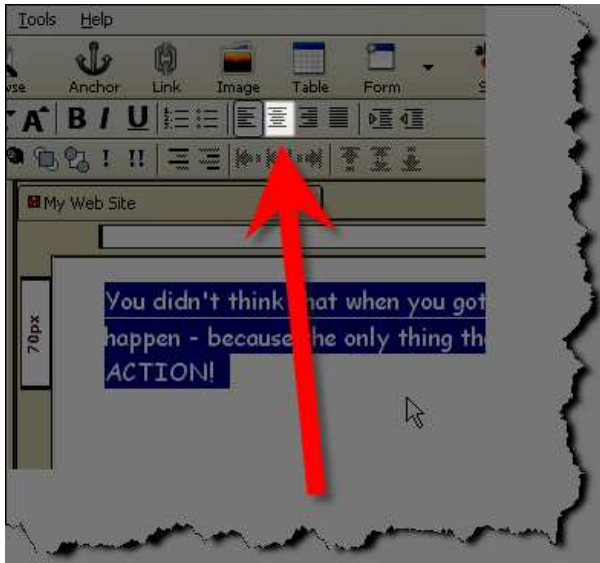 Tools Help
Anchor Link Image Table Form
A B I U
! !!
My Web Site
70px
You didn't think that when you got
happen - because the only thing
ACTION!